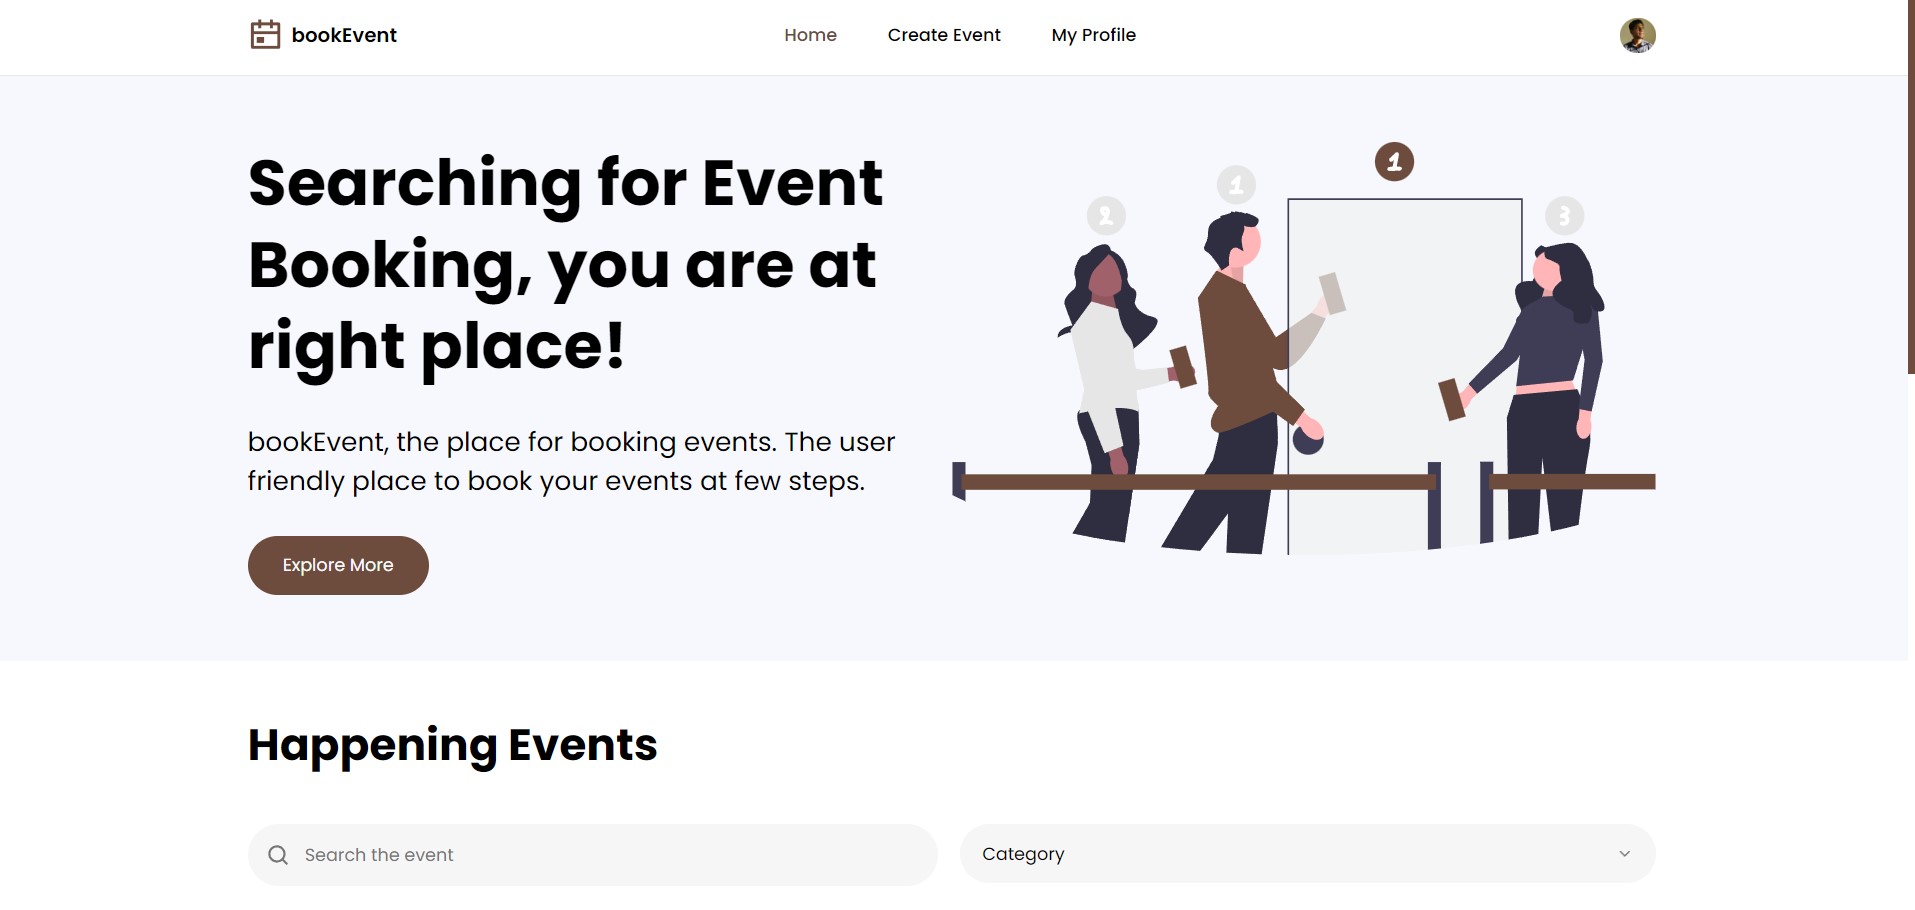 bookEvent
Home
Create Event
My Profile
Searching for Event
Booking, you are at
right place!
bookEvent, the place for booking events. The user
friendly place to book your events at few steps.
Explore More
2
1
1
3
Happening Events
Search the event
Category